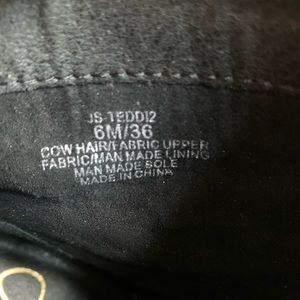 JS-TEDDI2
6M/36
COW HAIR/FABRIC UPPER
FABRIC/MAN MADE LINING
MAN MADE SOLE
MADE IN CHINA